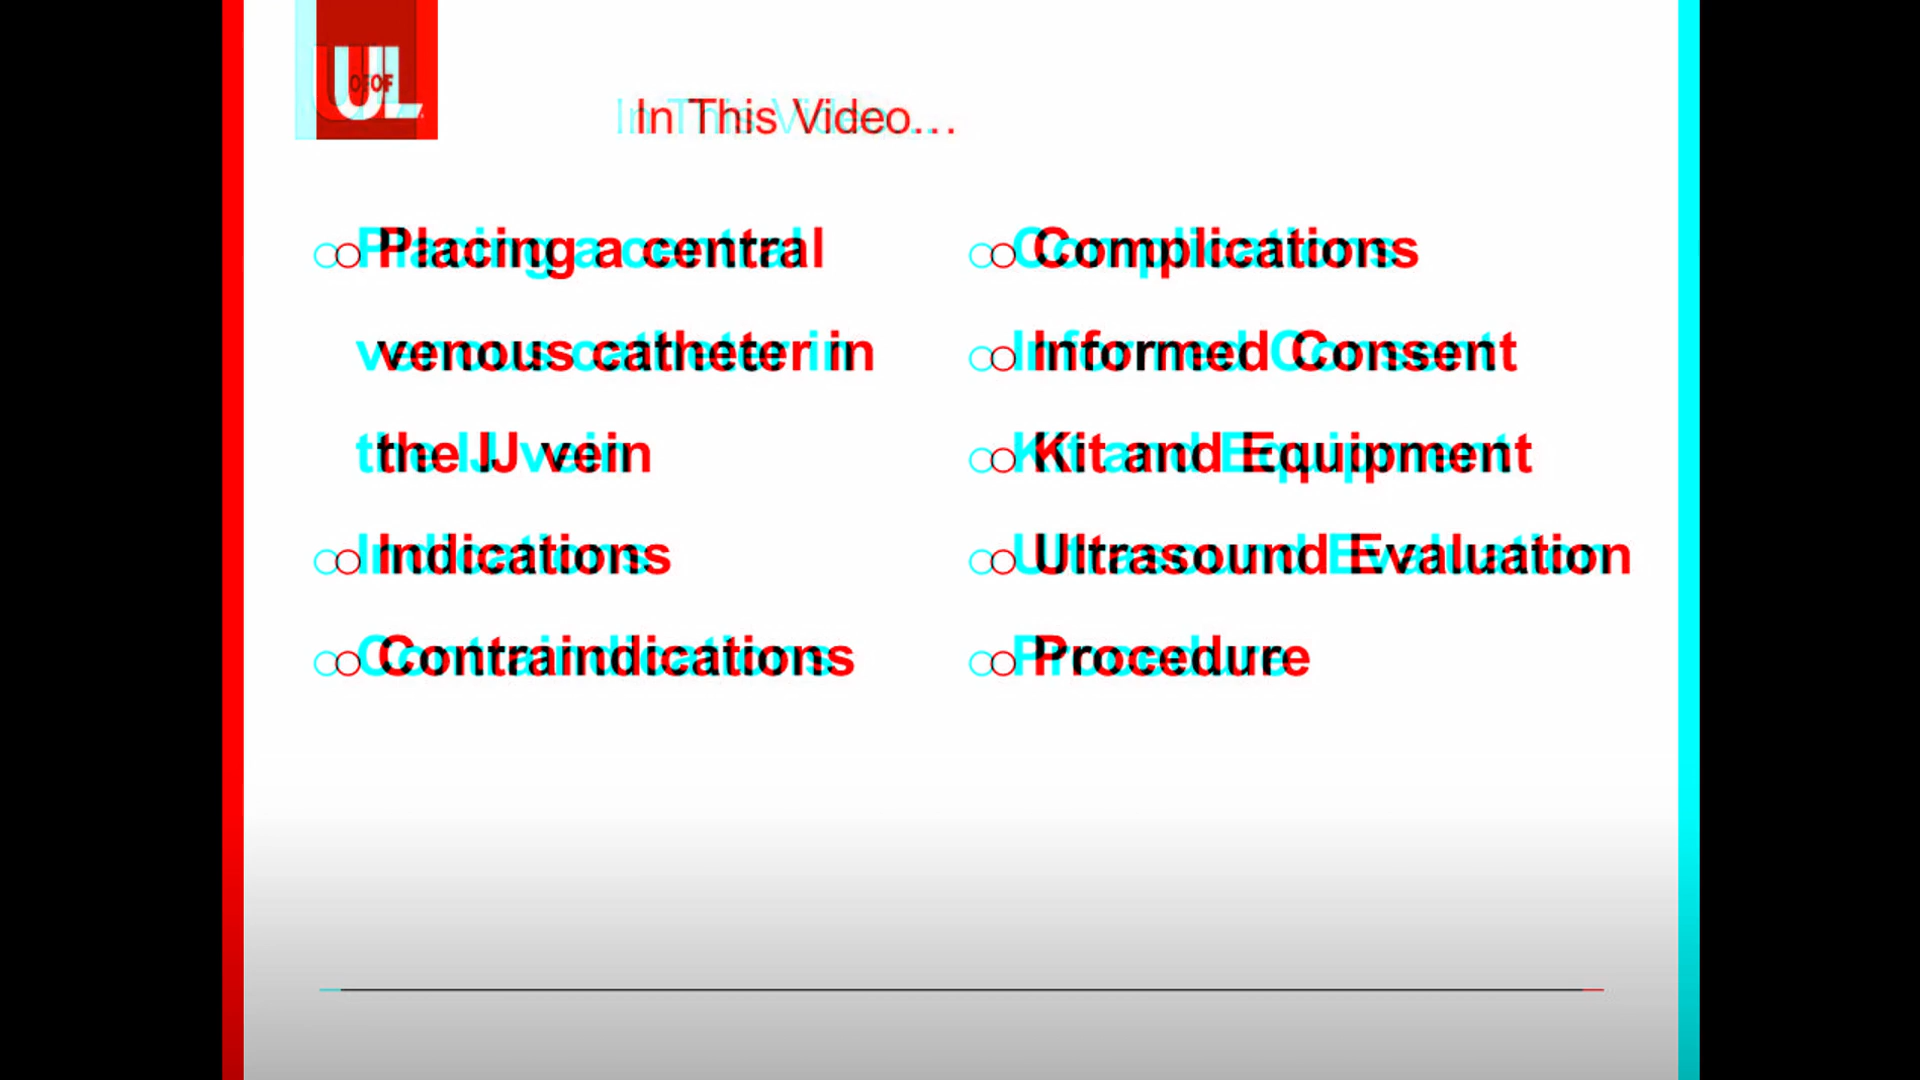 UL
OF
In This Video...
Placing a central
venous catheter in
the IJ vein
Indications
Contraindications
Complications
Informed Consent
Kit and Equipment
Ultrasound Evaluation
Procedure